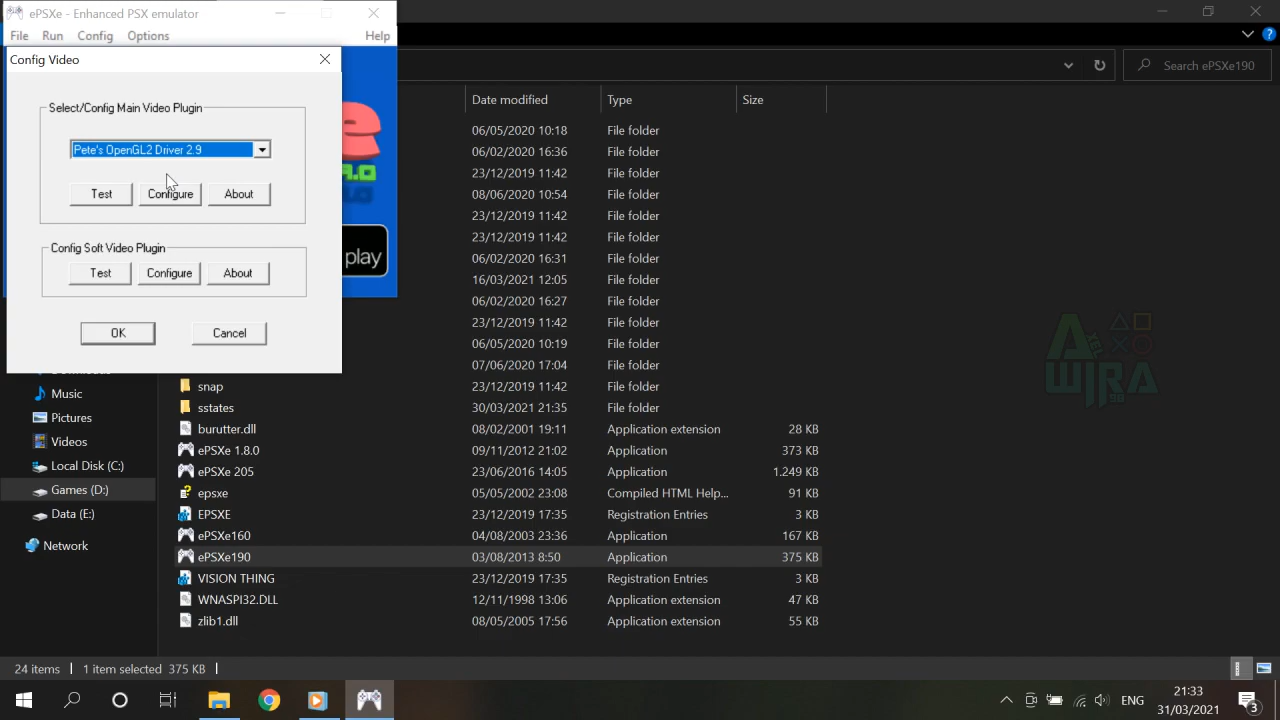 ePSXe - Enhanced PSX emulator
File Run Config Options Help
Config Video
Select/Config Main Video Plugin
Pete's OpenGL2 Driver 2.9
Test Configure About
Config Soft Video Plugin
Test Configure About
OK Cancel
play
Search ePSXe190
Date modified Type Size
06/05/2020 10:18 File folder
06/02/2020 16:36 File folder
23/12/2019 11:42 File folder
08/06/2020 10:54 File folder
23/12/2019 11:42 File folder
23/12/2019 11:42 File folder
06/02/2020 16:31 File folder
16/03/2021 12:05 File folder
06/02/2020 16:27 File folder
23/12/2019 11:42 File folder
06/05/2020 10:19 File folder
07/06/2020 17:04 File folder
snap 23/12/2019 11:42 File folder
sstates 30/03/2021 21:35 File folder
burutter.dll 08/02/2001 19:11 Application extension 28 KB
ePSXe 1.8.0 09/11/2012 21:02 Application 373 KB
ePSXe 205 23/06/2016 14:05 Application 1.249 KB
epsxe 05/05/2002 23:08 Compiled HTML Help... 91 KB
EPSXE 23/12/2019 17:35 Registration Entries 3 KB
ePSXe160 04/08/2003 23:36 Application 167 KB
ePSXe190 03/08/2013 8:50 Application 375 KB
VISION THING 23/12/2019 17:35 Registration Entries 3 KB
WNASPI32.DLL 12/11/1998 13:06 Application extension 47 KB
zlib1.dll 08/05/2005 17:56 Application extension 55 KB
Music
Pictures
Videos
Local Disk (C:)
Games (D:)
Data (E:)
Network
AYEL
WIRA
96
24 items 1 item selected 375 KB
ENG
21:33
31/03/2021
3